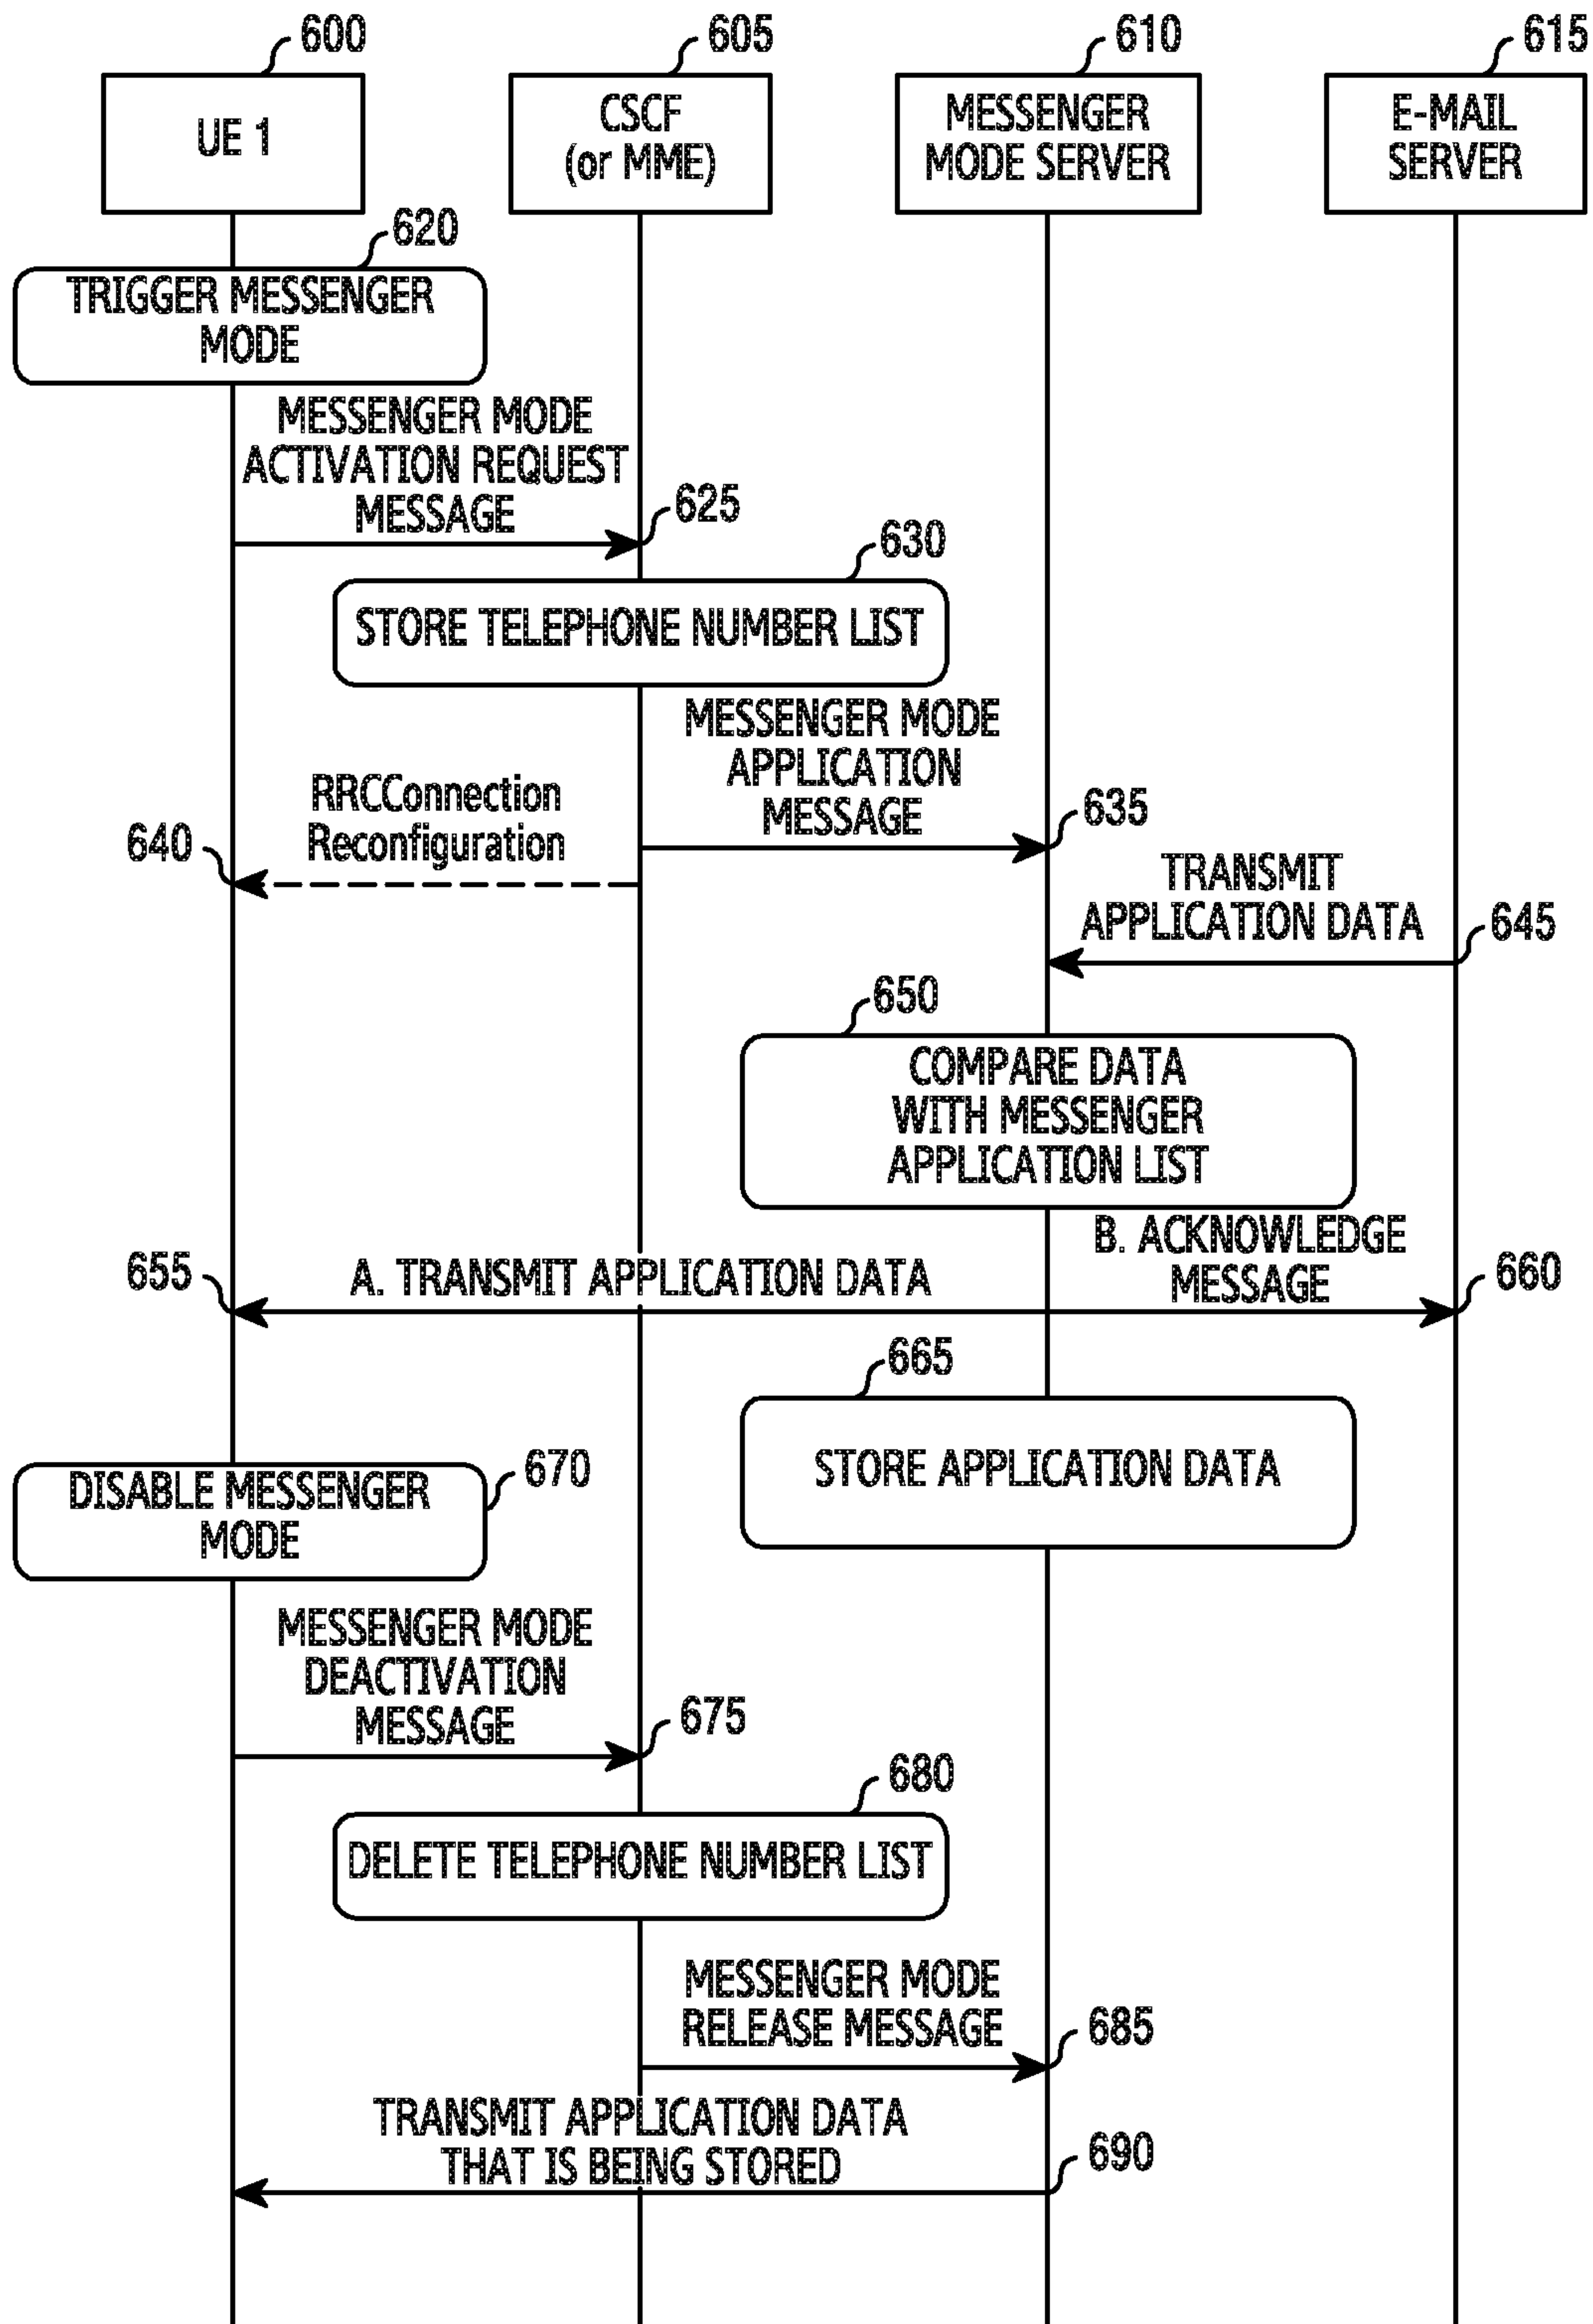 600
605
610
615
UE 1
CSCF
(or MME)
MESSENGER
MODE SERVER
E-MAIL
SERVER
620
TRIGGER MESSENGER
MODE
MESSENGER MODE
ACTIVATION REQUEST
MESSAGE
625
630
STORE TELEPHONE NUMBER LIST
MESSENGER MODE
APPLICATION
MESSAGE
635
RRCConnection
Reconfiguration
640
TRANSMIT
APPLICATION DATA
645
650
COMPARE DATA
WITH MESSENGER
APPLICATION LIST
655
A. TRANSMIT APPLICATION DATA
B. ACKNOWLEDGE
MESSAGE
660
665
STORE APPLICATION DATA
670
DISABLE MESSENGER
MODE
MESSENGER MODE
DEACTIVATION
MESSAGE
675
680
DELETE TELEPHONE NUMBER LIST
MESSENGER MODE
RELEASE MESSAGE
685
TRANSMIT APPLICATION DATA
THAT IS BEING STORED
690